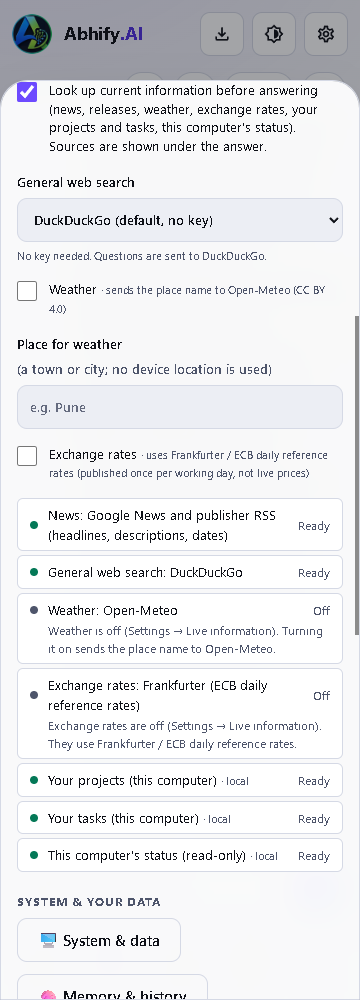 Abhify.AI
Look up current information before answering
(news, releases, weather, exchange rates, your
projects and tasks, this computer's status).
Sources are shown under the answer.
General web search
DuckDuckGo (default, no key)
No key needed. Questions are sent to DuckDuckGo.
Weather · sends the place name to Open-Meteo (CC BY
4.0)
Place for weather
(a town or city; no device location is used)
e.g. Pune
Exchange rates · uses Frankfurter / ECB daily reference
rates (published once per working day, not live prices)
News: Google News and publisher RSS
(headlines, descriptions, dates)
Ready
General web search: DuckDuckGo
Ready
Weather: Open-Meteo
Off
Weather is off (Settings → Live information). Turning
it on sends the place name to Open-Meteo.
Exchange rates: Frankfurter (ECB daily
reference rates)
Off
Exchange rates are off (Settings → Live information).
They use Frankfurter / ECB daily reference rates.
Your projects (this computer) · local
Ready
Your tasks (this computer) · local
Ready
This computer's status (read-only) · local
Ready
SYSTEM & YOUR DATA
System & data
Memory & history